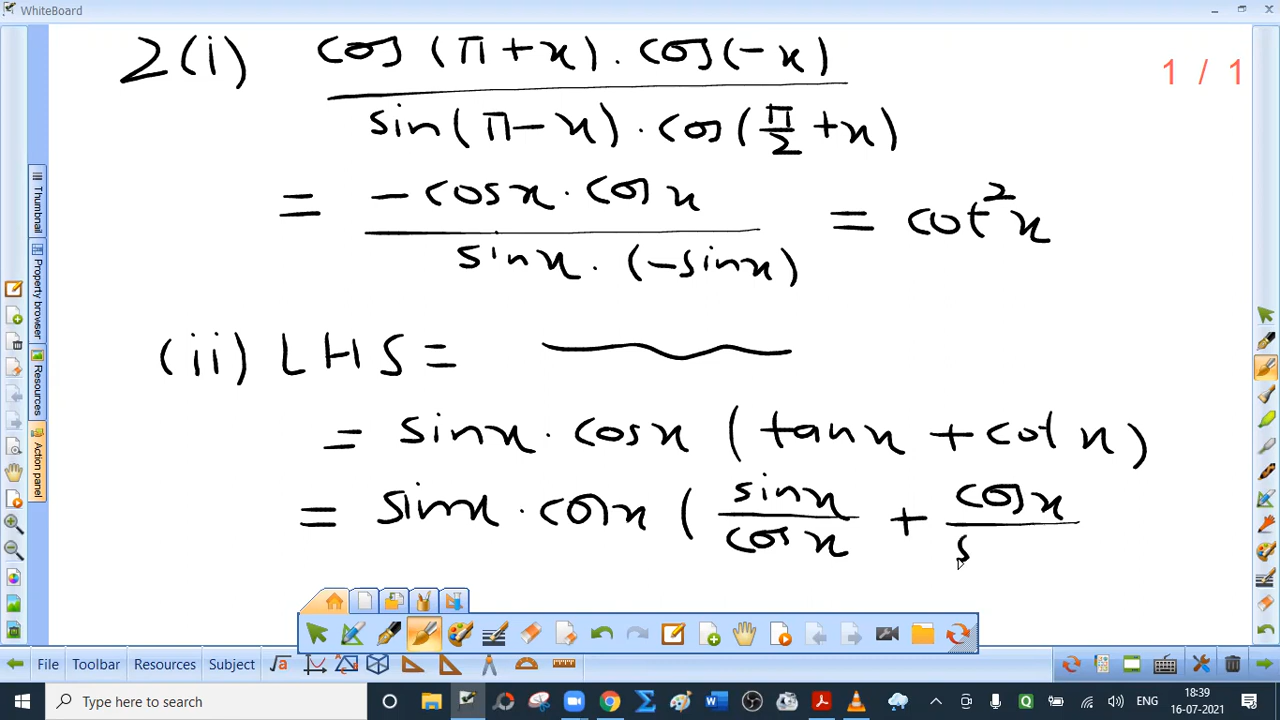 WhiteBoard
1 / 1
2(i) cos(π+x) . cos(-x)
sin(π-x) . cos(π/2 +x)
= -cosx . cosx / sinx . (-sinx) = cot²x
(ii) LHS =
= sinx . cosx (tanx + cotx)
= sinx . cosx ( sinx/cosx + cosx/s
Thumbnail
Property browser
Resources
Action panel
File Toolbar Resources Subject
Type here to search
ENG
18:39
16-07-2021